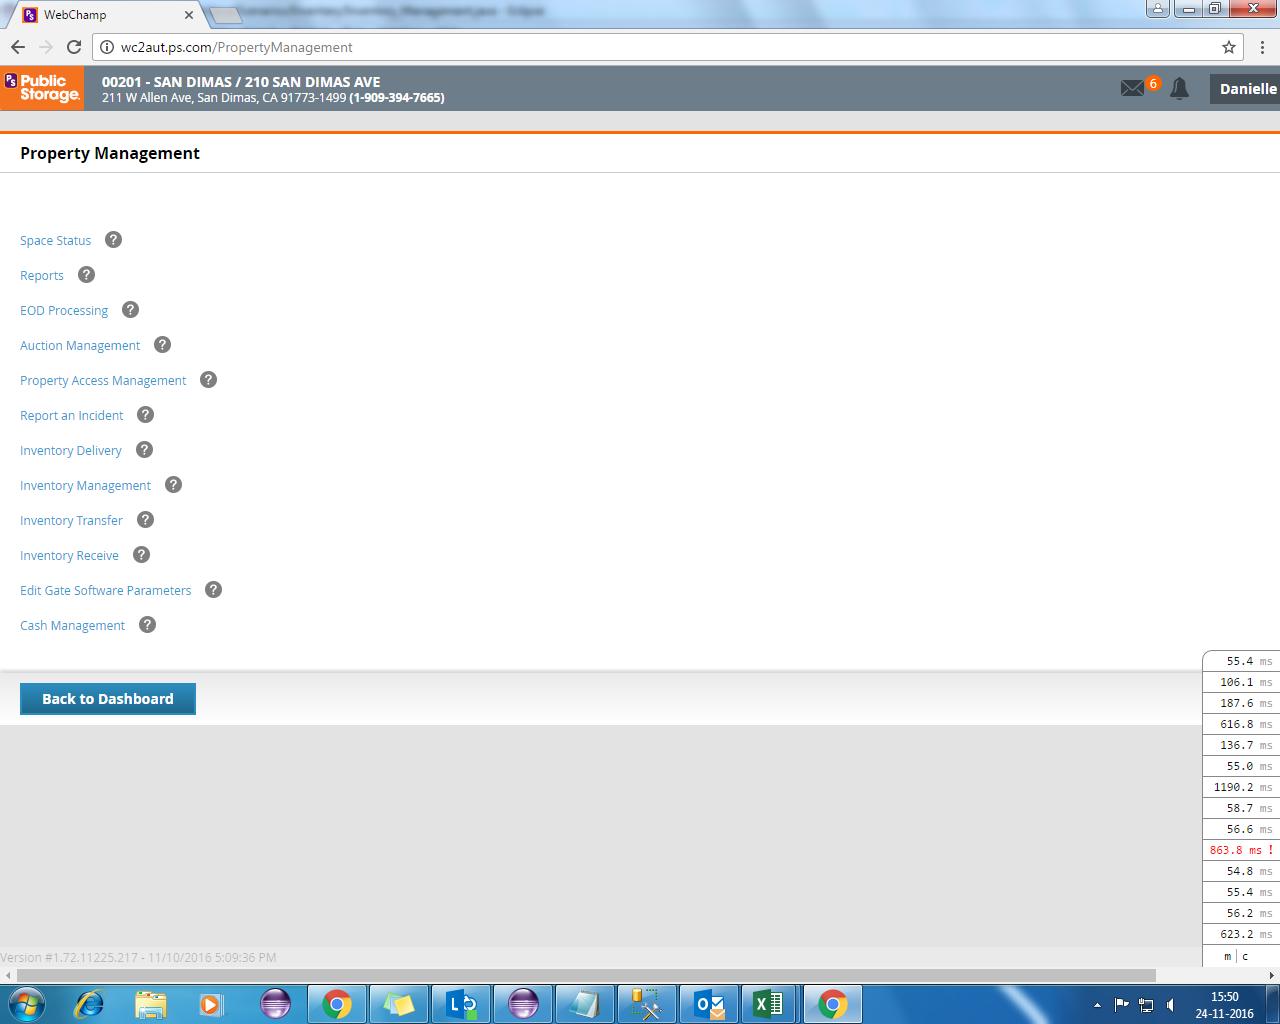 WebChamp
wc2aut.ps.com/PropertyManagement
PS Public Storage.
00201 - SAN DIMAS / 210 SAN DIMAS AVE
211 W Allen Ave, San Dimas, CA 91773-1499 (1-909-394-7665)
6
Danielle
Property Management
Space Status ?
Reports ?
EOD Processing ?
Auction Management ?
Property Access Management ?
Report an Incident ?
Inventory Delivery ?
Inventory Management ?
Inventory Transfer ?
Inventory Receive ?
Edit Gate Software Parameters ?
Cash Management ?
Back to Dashboard
55.4 ms
106.1 ms
187.6 ms
616.8 ms
136.7 ms
55.0 ms
1190.2 ms
58.7 ms
56.6 ms
863.8 ms !
54.8 ms
55.4 ms
56.2 ms
623.2 ms
m | c
Version #1.72.11225.217 - 11/10/2016 5:09:36 PM
15:50
24-11-2016